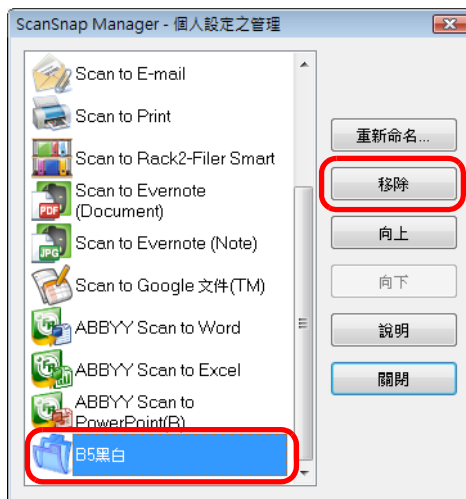 ScanSnap Manager - 個人設定之管理
Scan to E-mail
Scan to Print
Scan to Rack2-Filer Smart
PDF
Scan to Evernote
(Document)
JPG
Scan to Evernote (Note)
Scan to Google 文件(TM)
ABBYY Scan to Word
ABBYY Scan to Excel
ABBYY Scan to
PowerPoint(R)
B5黑白
重新命名...
移除
向上
向下
說明
關閉